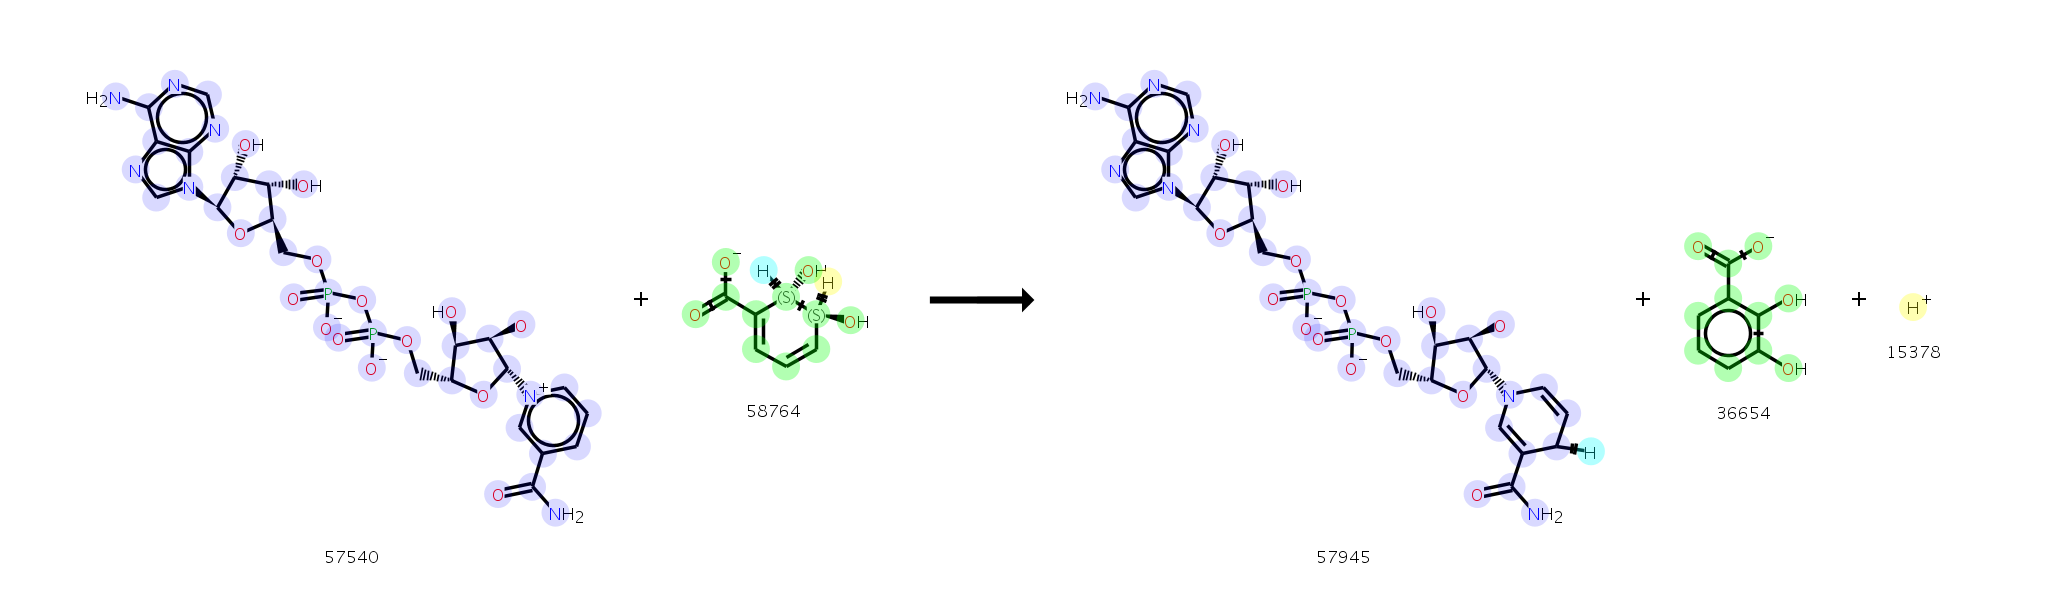 H2N N N N N OH OH O O O P O− O O P O− O HO O O N+ O NH2
57540
+
O− O H OH H (S) (S) OH
58764
H2N N N N N OH OH O O O P O− O O P O− O HO O O N H O NH2
57945
+
O O− OH OH
36654
+
H+
15378